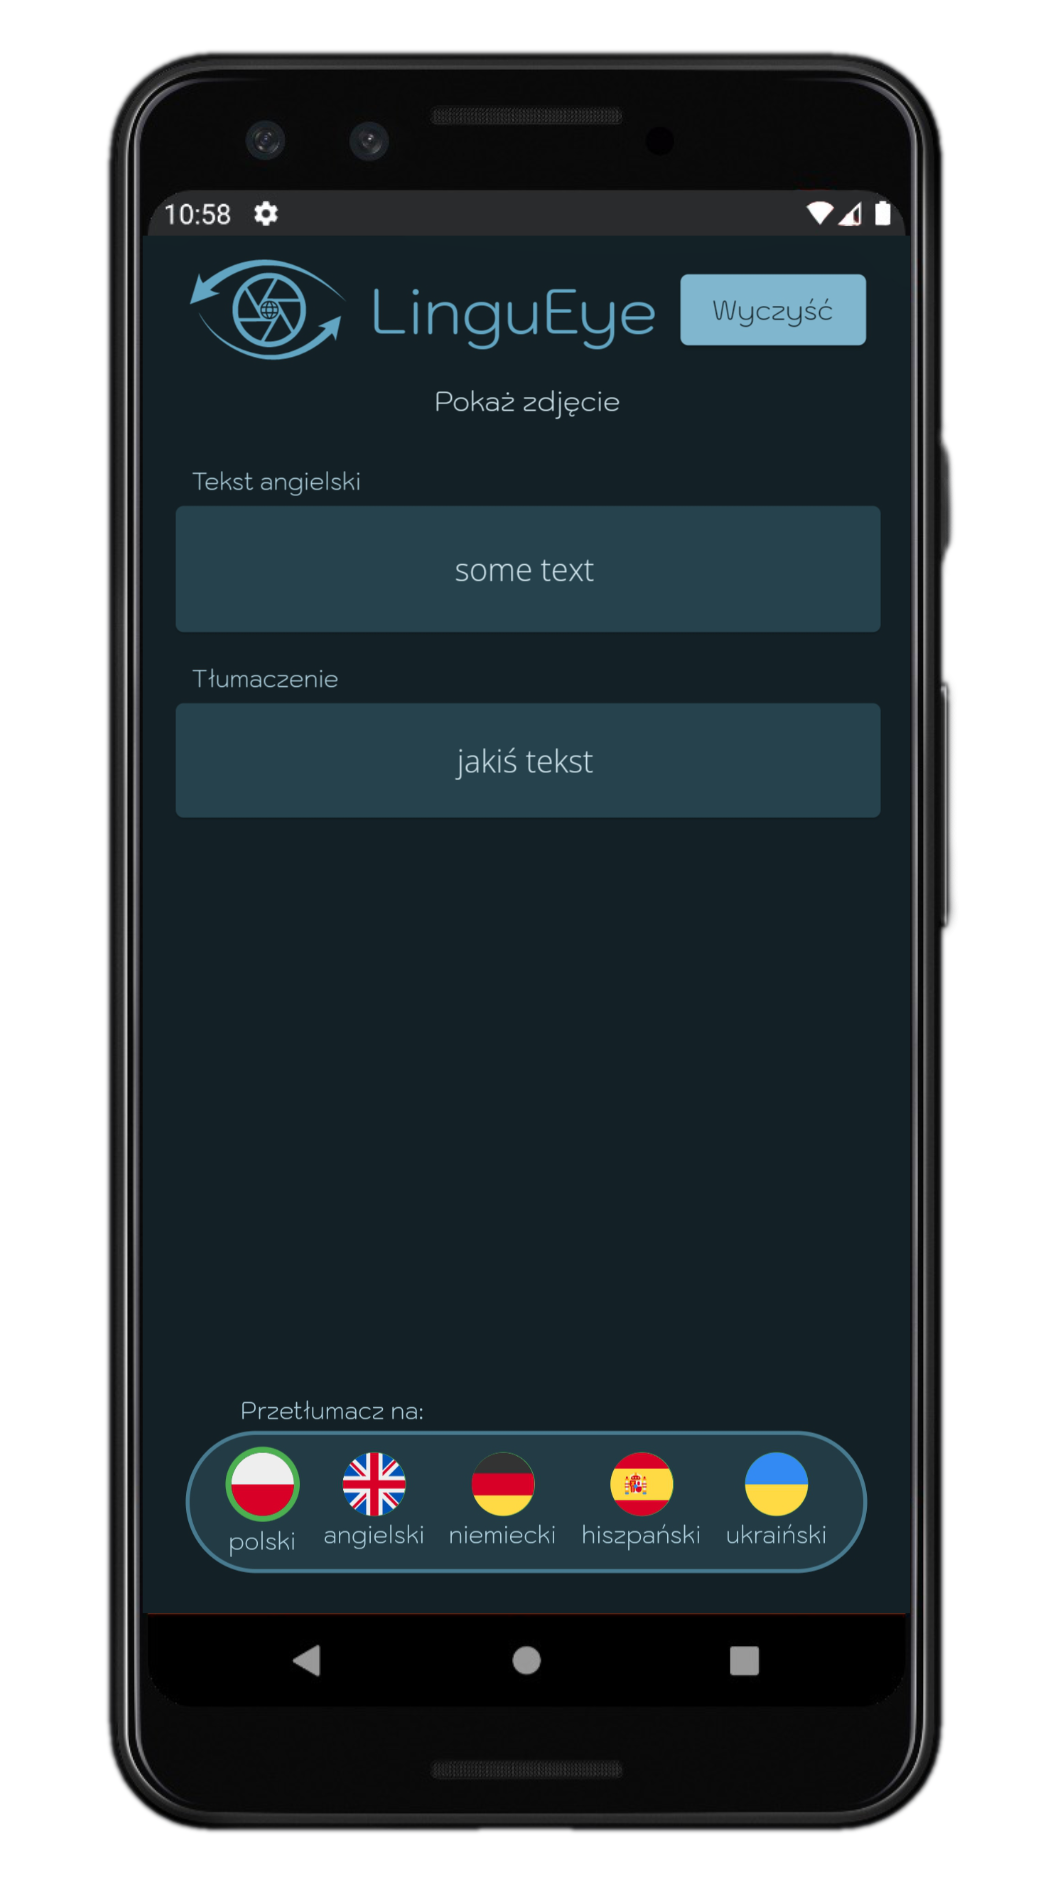 10:58
LinguEye
Wyczyść
Pokaż zdjęcie
Tekst angielski
some text
Tłumaczenie
jakiś tekst
Przetłumacz na:
polski angielski niemiecki hiszpański ukraiński